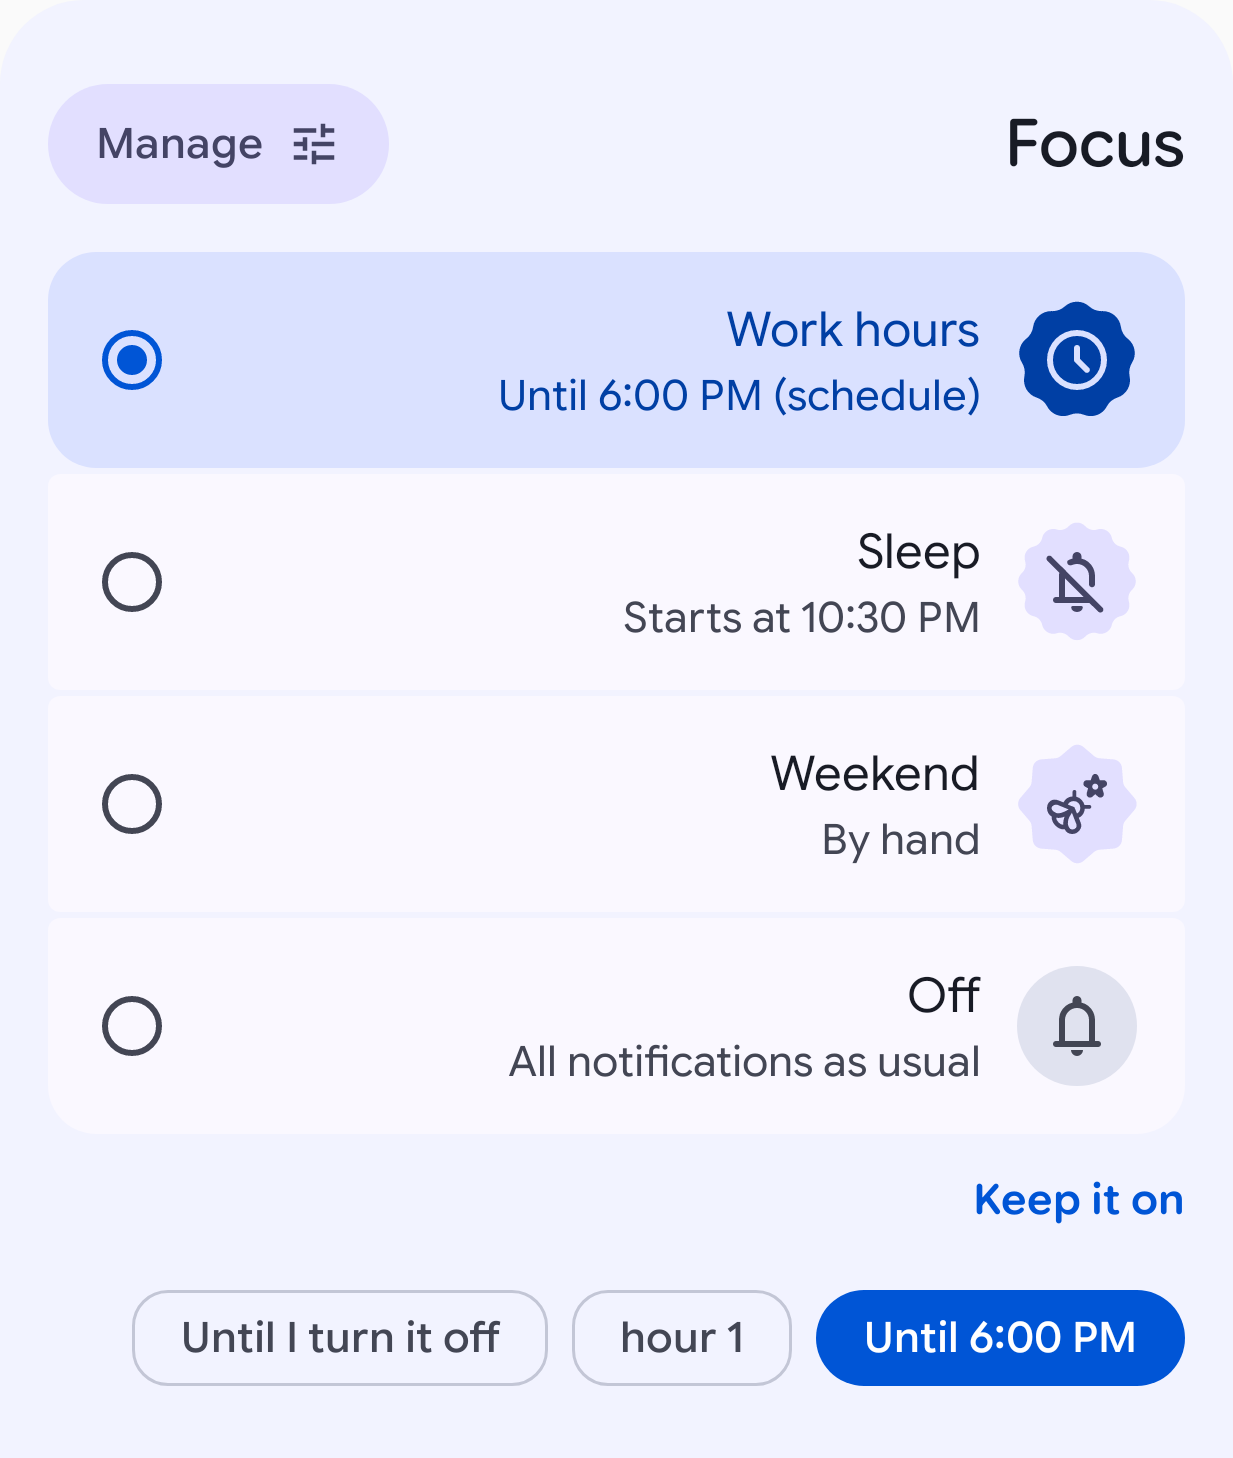 Focus
Manage
Work hours
Until 6:00 PM (schedule)
Sleep
Starts at 10:30 PM
Weekend
By hand
Off
All notifications as usual
Keep it on
Until 6:00 PM
hour 1
Until I turn it off